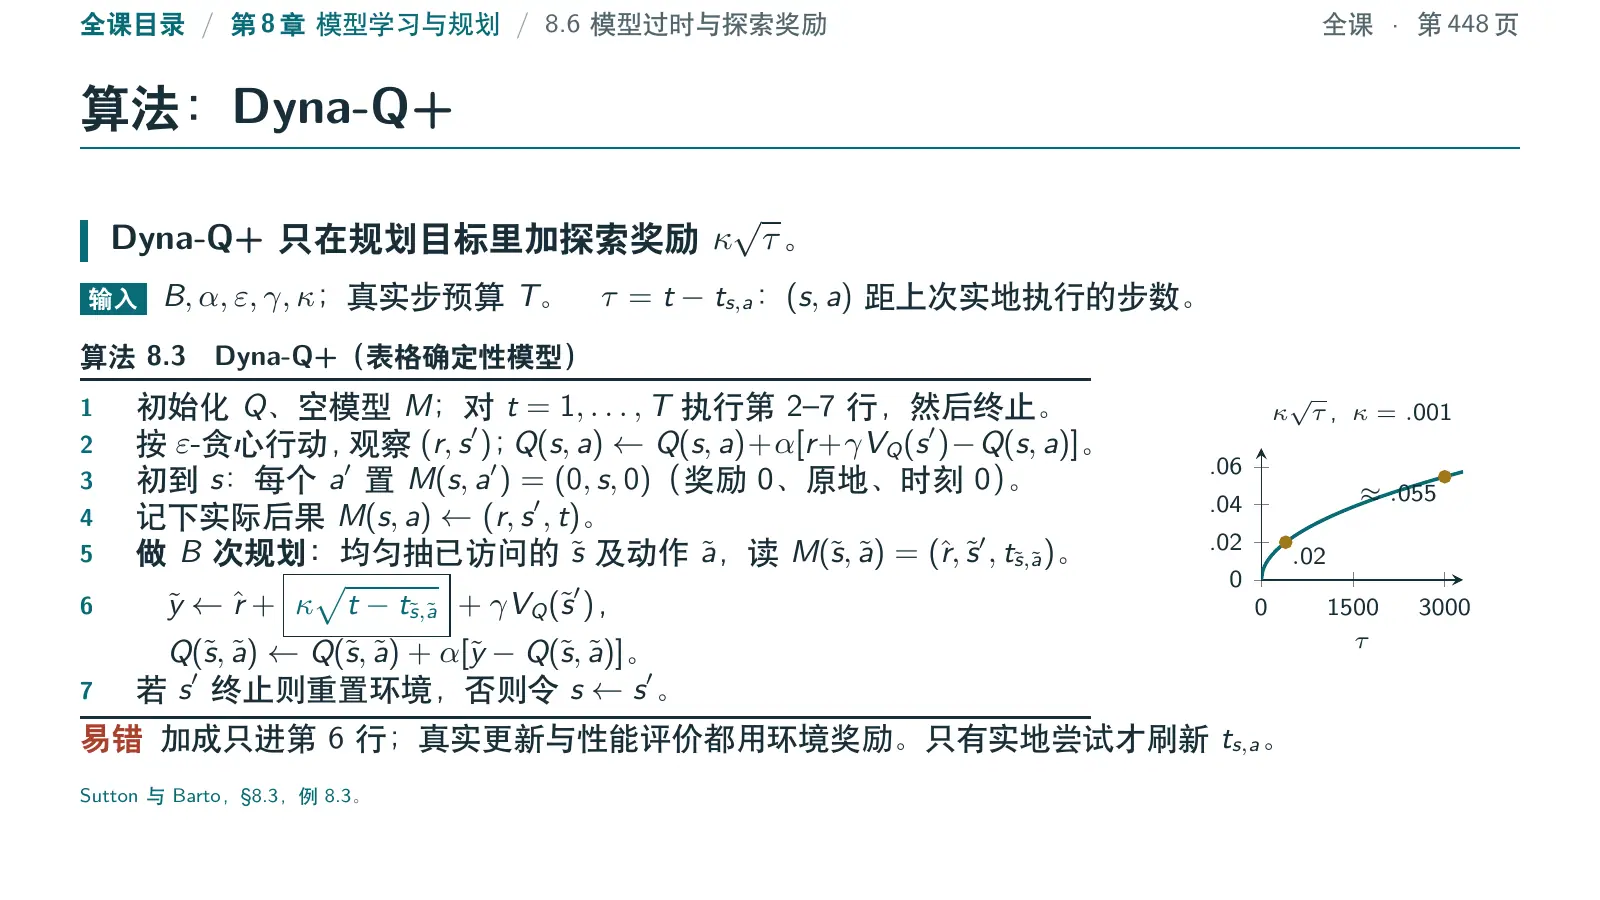 全课目录 / 第 8 章 模型学习与规划 / 8.6 模型过时与探索奖励
全课 · 第 448 页
算法：Dyna-Q+
Dyna-Q+ 只在规划目标里加探索奖励 κ√τ。
输入 B, α, ε, γ, κ；真实步预算 T。 τ = t − t_{s,a}：(s, a) 距上次实地执行的步数。
算法 8.3 Dyna-Q+（表格确定性模型）
1 初始化 Q、空模型 M；对 t = 1, . . . , T 执行第 2–7 行，然后终止。
2 按 ε-贪心行动，观察 (r, s′)；Q(s, a) ← Q(s, a)+α[r+γV_Q(s′)−Q(s, a)]。
3 初到 s：每个 a′ 置 M(s, a′) = (0, s, 0)（奖励 0、原地、时刻 0）。
4 记下实际后果 M(s, a) ← (r, s′, t)。
5 做 B 次规划：均匀抽已访问的 s̃ 及动作 ã，读 M(s̃, ã) = (r̂, s̃′, t_{s̃,ã})。
6 ỹ ← r̂ + κ√(t − t_{s̃,ã}) + γV_Q(s̃′),
Q(s̃, ã) ← Q(s̃, ã) + α[ỹ − Q(s̃, ã)]。
7 若 s′ 终止则重置环境，否则令 s ← s′。
易错 加成只进第 6 行；真实更新与性能评价都用环境奖励。只有实地尝试才刷新 t_{s,a}。
κ√τ, κ = .001
.06
.04
.02
0
≈ .055
.02
0 1500 3000
τ
Sutton 与 Barto，§8.3，例 8.3。